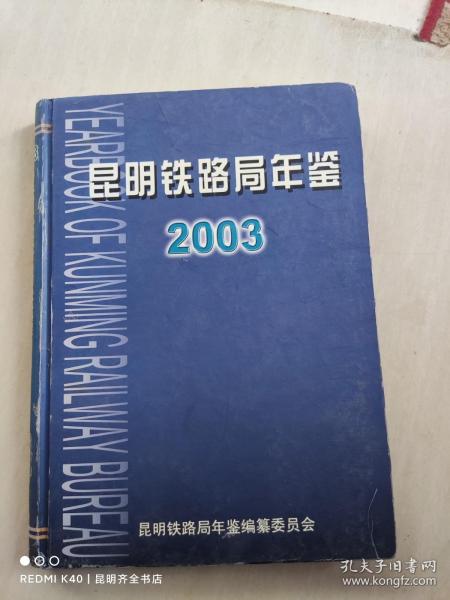 昆明铁路局年鉴
2003
YEARBOOK OF KUNMING RAILWAY BUREAU
昆明铁路局年鉴编纂委员会
REDMI K40 | 昆明齐全书店
孔夫子旧书网
www.kongfz.com